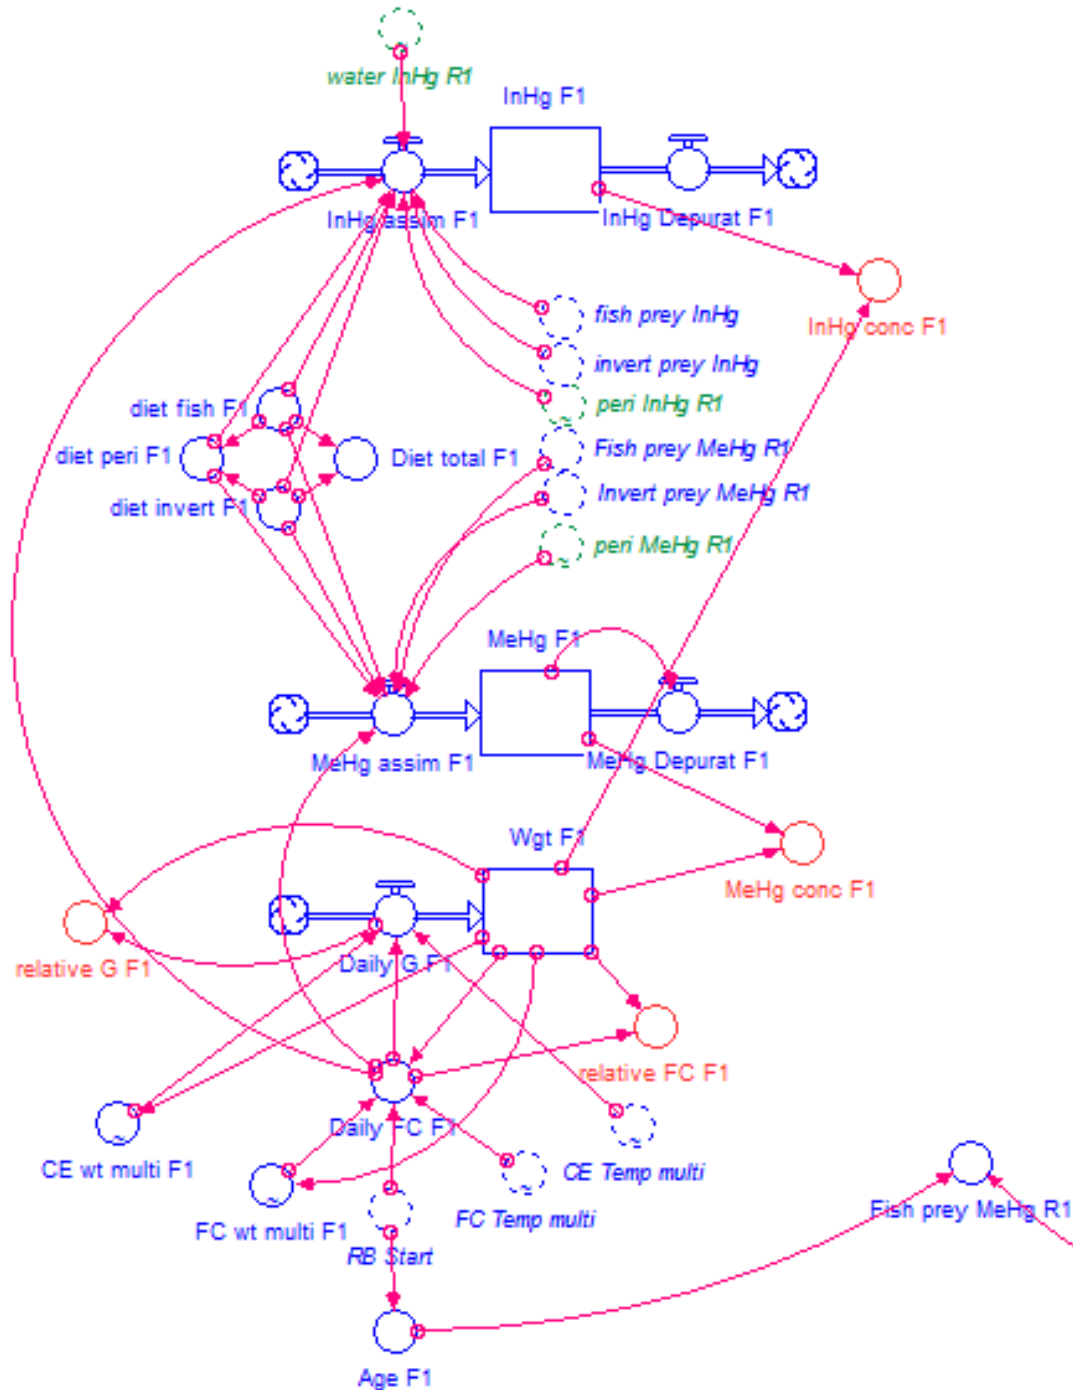 water InHg R1
InHg F1
InHg assim F1
InHg Depurat F1
fish prey InHg
InHg conc F1
invert prey InHg
diet fish F1
peri InHg R1
diet peri F1
Diet total F1
Fish prey MeHg R1
diet invert F1
Invert prey MeHg R1
peri MeHg R1
MeHg F1
MeHg assim F1
MeHg Depurat F1
Wgt F1
MeHg conc F1
relative G F1
Daily G F1
relative FC F1
Daily FC F1
CE wt multi F1
CE Temp multi
FC wt multi F1
FC Temp multi
Fish prey MeHg R1
RB Start
Age F1